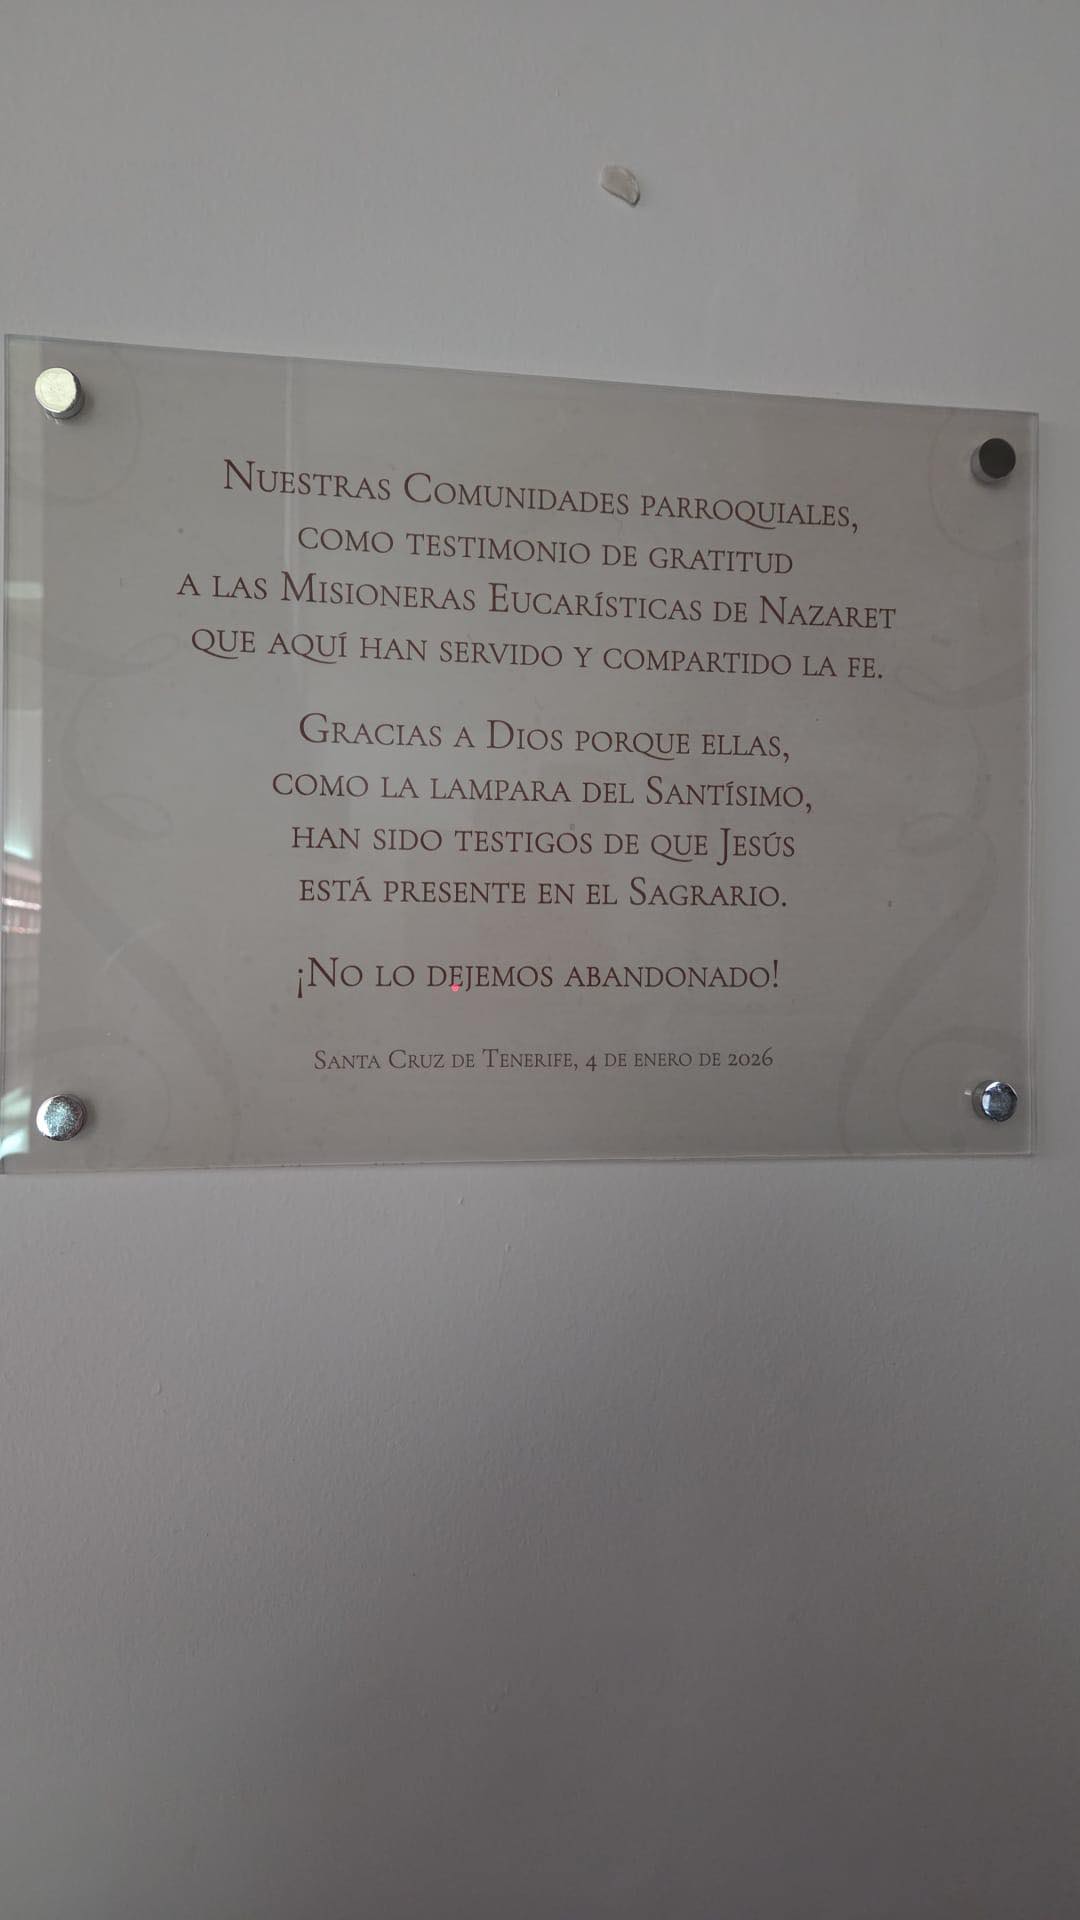 Nuestras Comunidades parroquiales,
como testimonio de gratitud
a las Misioneras Eucarísticas de Nazaret
que aquí han servido y compartido la fe.
Gracias a Dios porque ellas,
como la lampara del Santísimo,
han sido testigos de que Jesús
está presente en el Sagrario.
¡No lo dejemos abandonado!
Santa Cruz de Tenerife, 4 de enero de 2026